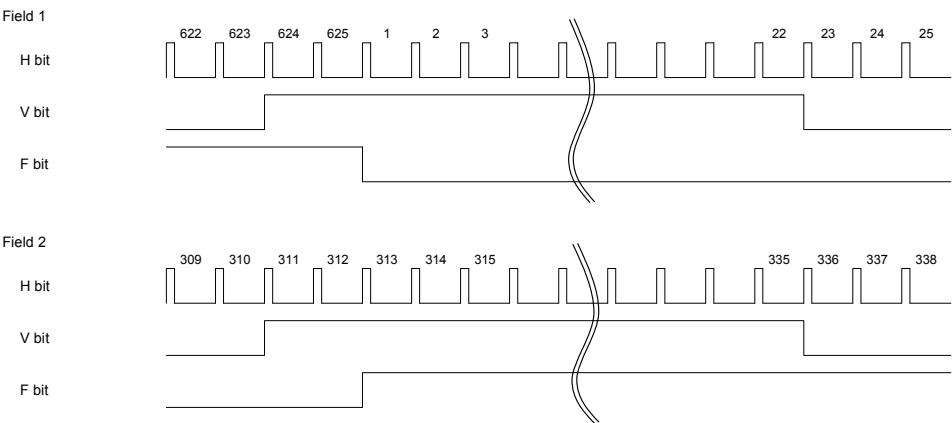 Field 1
622 623 624 625 1 2 3 22 23 24 25
H bit
V bit
F bit
Field 2
309 310 311 312 313 314 315 335 336 337 338
H bit
V bit
F bit